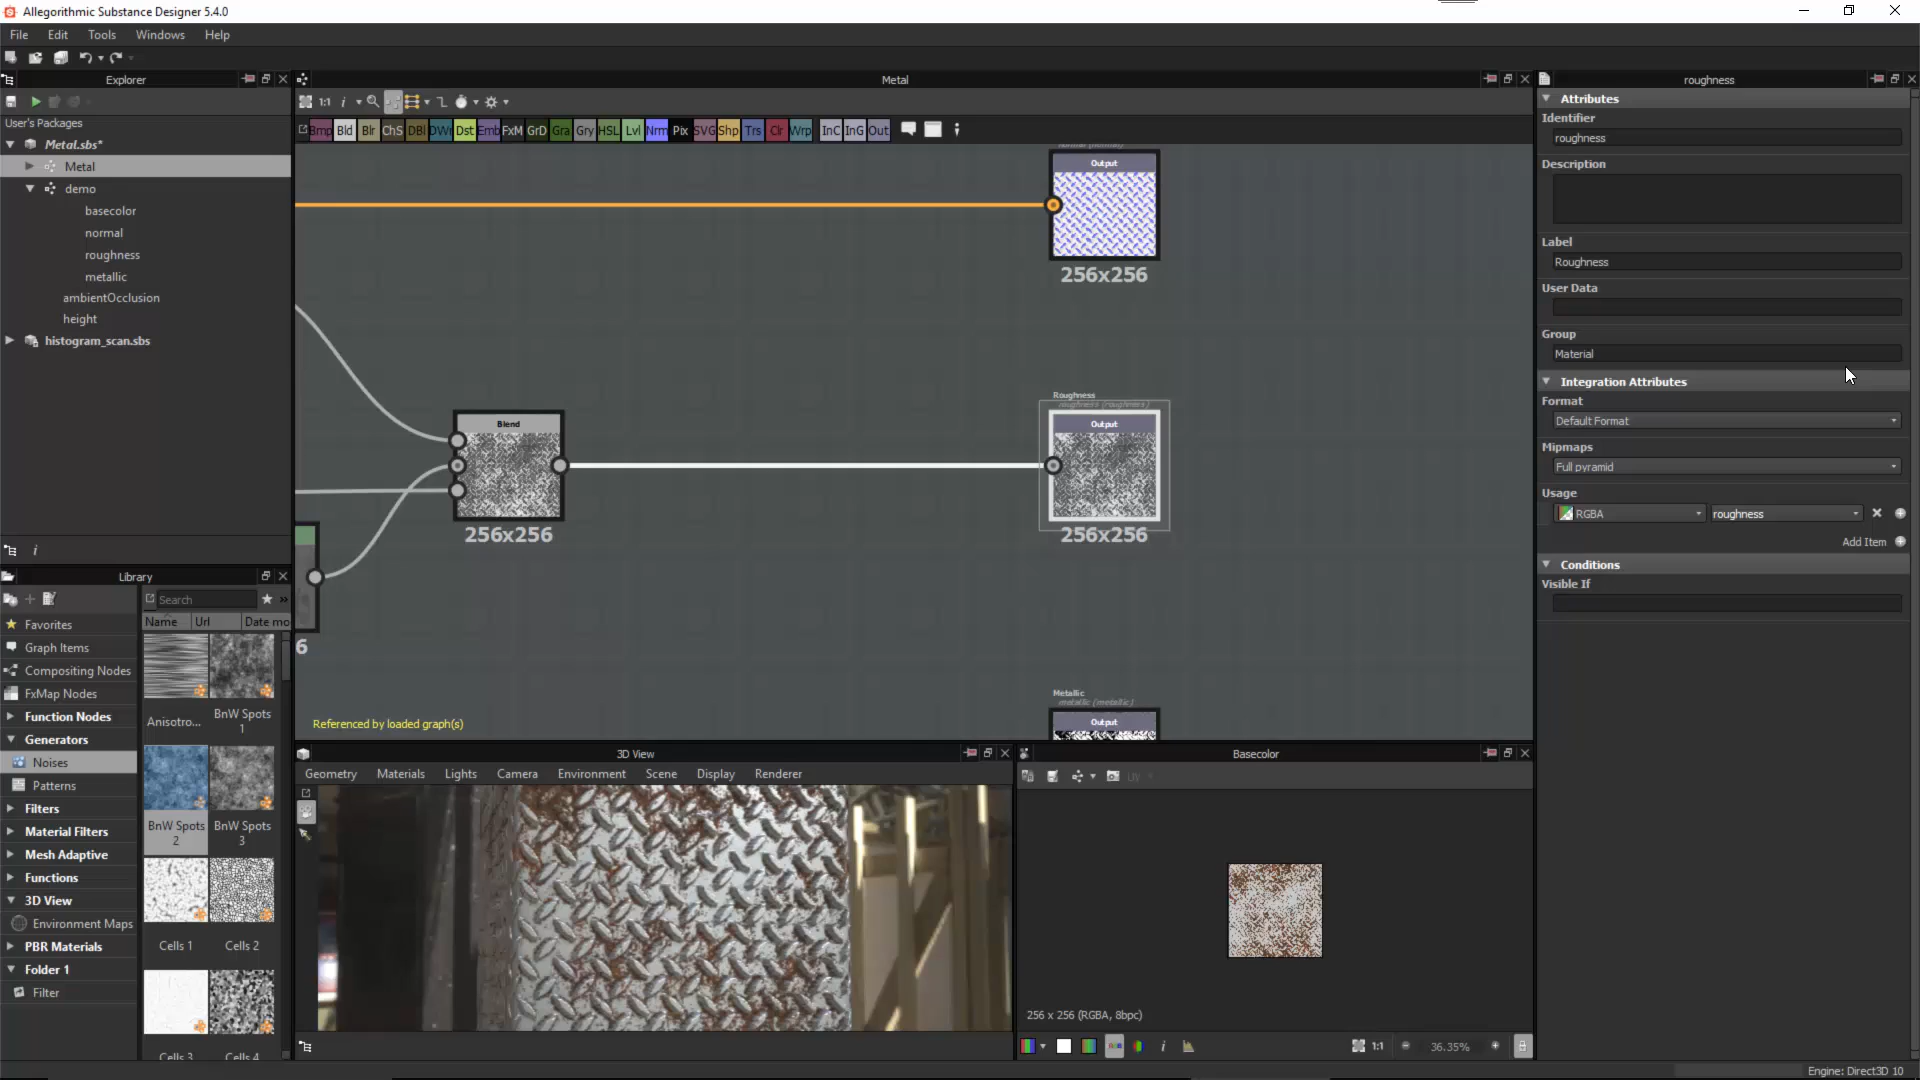 Allegorithmic Substance Designer 5.4.0
File Edit Tools Windows Help
Explorer
Metal
roughness
1:1
User's Packages
Metal.sbs*
Metal
demo
basecolor
normal
roughness
metallic
ambientOcclusion
height
histogram_scan.sbs
Bmp Bld Blr ChS DBl DWr Dst Emb FxM GrD Gra Gry HSL Lvl Nrm Pix SVG Shp Trs Clr Wrp InC InG Out
Output
256x256
Roughness
roughness (roughness)
Blend
Output
256x256
256x256
6
Metallic
metallic (metallic)
Output
Referenced by loaded graph(s)
Attributes
Identifier
roughness
Description
Label
Roughness
User Data
Group
Material
Integration Attributes
Format
Default Format
Mipmaps
Full pyramid
Usage
RGBA
roughness
Add Item
Conditions
Visible If
Library
Search
Name Url Date mo
Favorites
Graph Items
Compositing Nodes
FxMap Nodes
Function Nodes
Generators
Noises
Patterns
Filters
Material Filters
Mesh Adaptive
Functions
3D View
Environment Maps
PBR Materials
Folder 1
Filter
Anisotro...
BnW Spots 1
BnW Spots 2
BnW Spots 3
Cells 1
Cells 2
Cells 3
Cells 4
3D View
Geometry Materials Lights Camera Environment Scene Display Renderer
Basecolor
UV
256 x 256 (RGBA, 8bpc)
1:1
36.35%
Engine: Direct3D 10